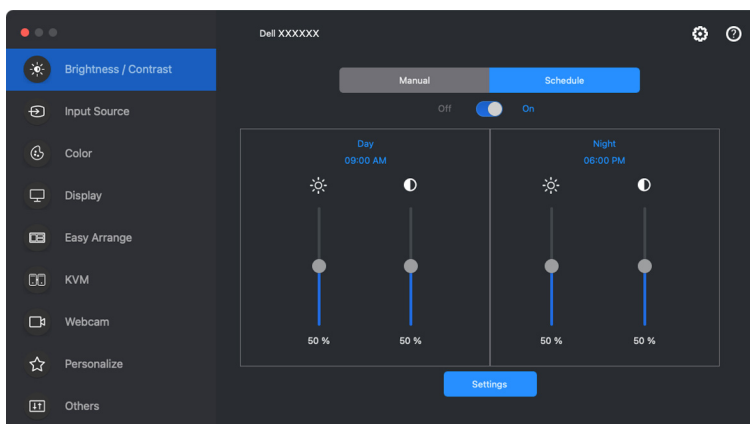 Dell XXXXXX
Brightness / Contrast
Input Source
Color
Display
Easy Arrange
KVM
Webcam
Personalize
Others
Manual
Schedule
Off
On
Day
09:00 AM
50 %
50 %
Night
06:00 PM
50 %
50 %
Settings